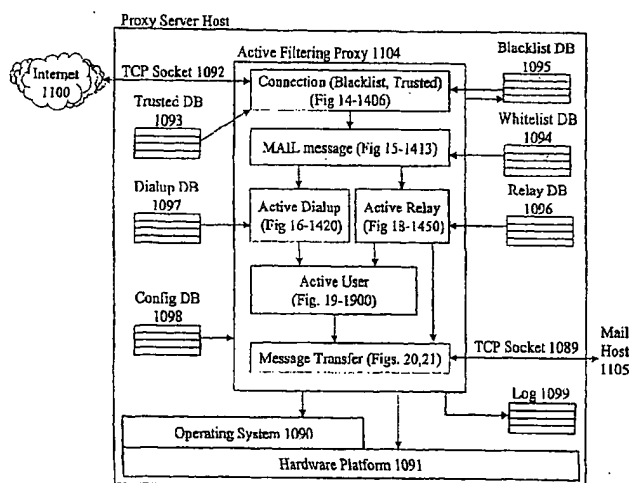 Proxy Server Host
Active Filtering Proxy 1104
Blacklist DB
1095
Internet
1100
TCP Socket 1092
Connection (Blacklist, Trusted)
(Fig 14-1406)
Trusted DB
1093
Whitelist DB
1094
MAIL message (Fig 15-1413)
Dialup DB
1097
Active Dialup
(Fig 16-1420)
Active Relay
(Fig 18-1450)
Relay DB
1096
Active User
(Fig. 19-1900)
Config DB
1098
Message Transfer (Figs. 20,21)
TCP Socket 1089
Mail
Host
1105
Log 1099
Operating System 1090
Hardware Platform 1091